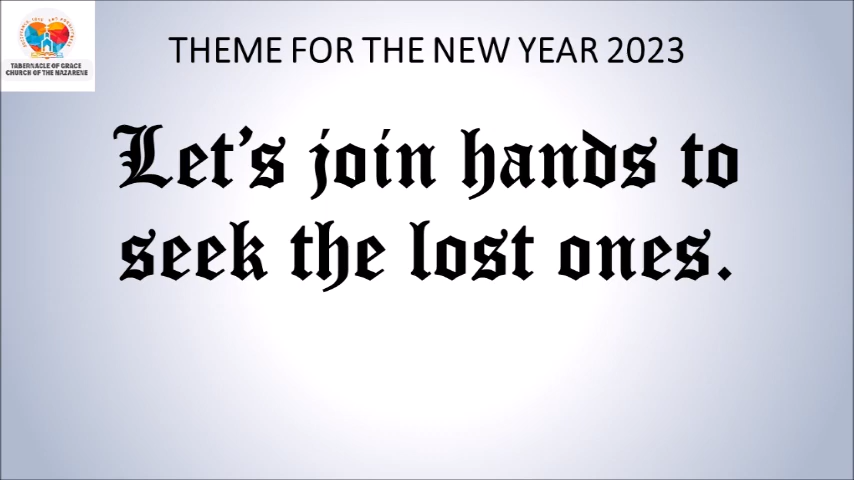 TABERNACLE OF GRACE
CHURCH OF THE NAZARENE
THEME FOR THE NEW YEAR 2023
Let's join hands to
seek the lost ones.